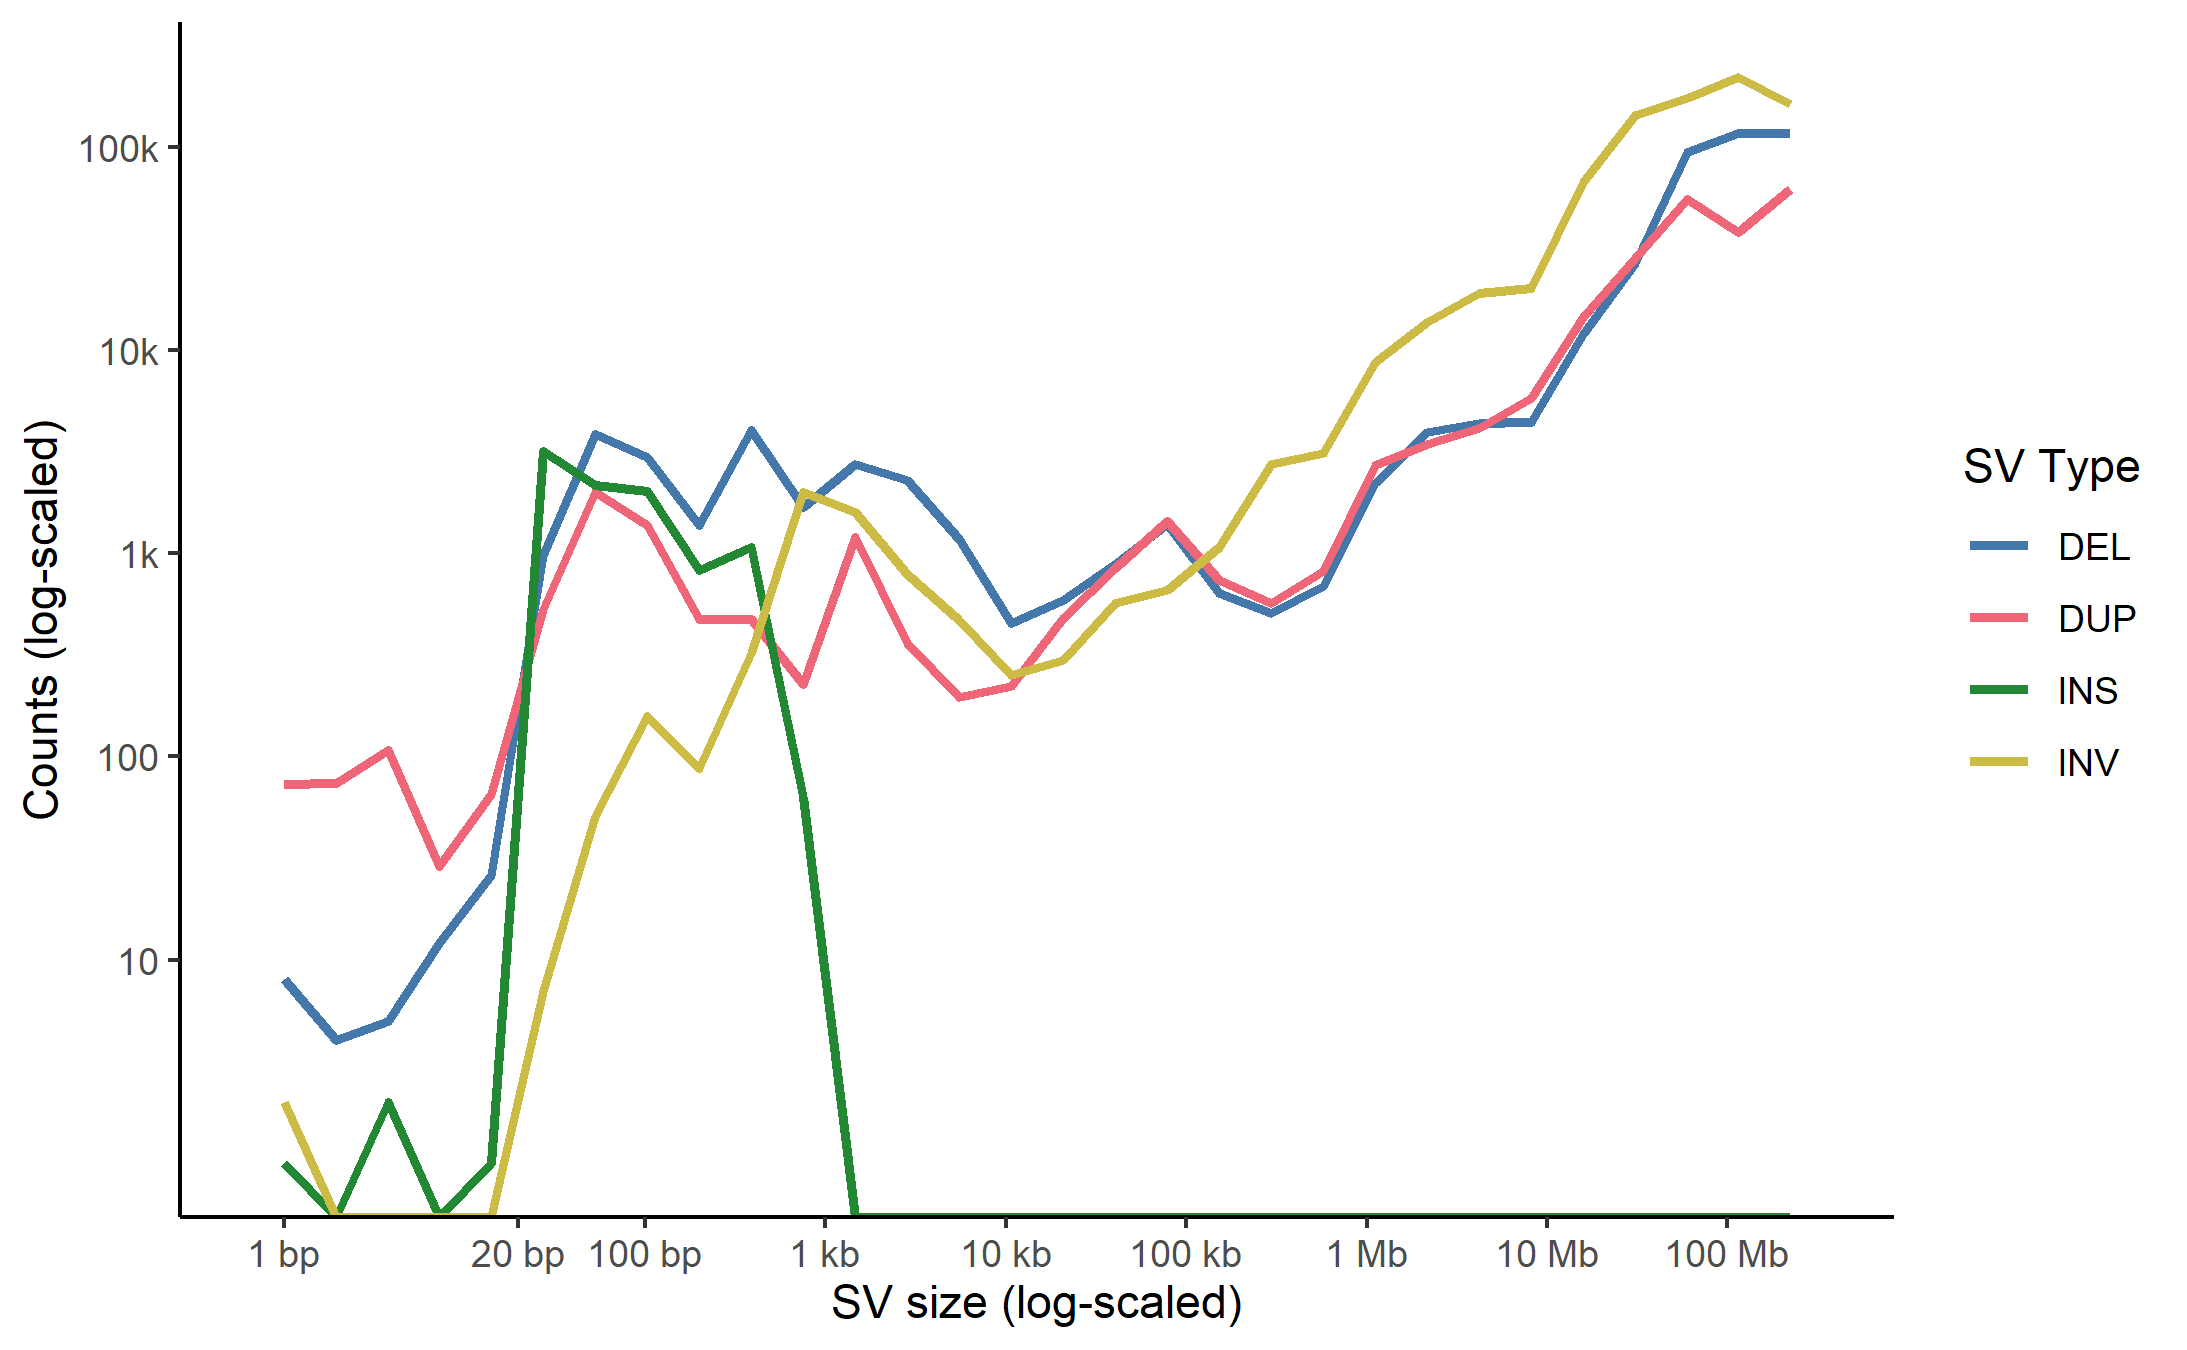 Counts (log-scaled)
100k
10k
1k
100
10
1 bp
20 bp
100 bp
1 kb
10 kb
100 kb
1 Mb
10 Mb
100 Mb
SV size (log-scaled)
SV Type
DEL
DUP
INS
INV